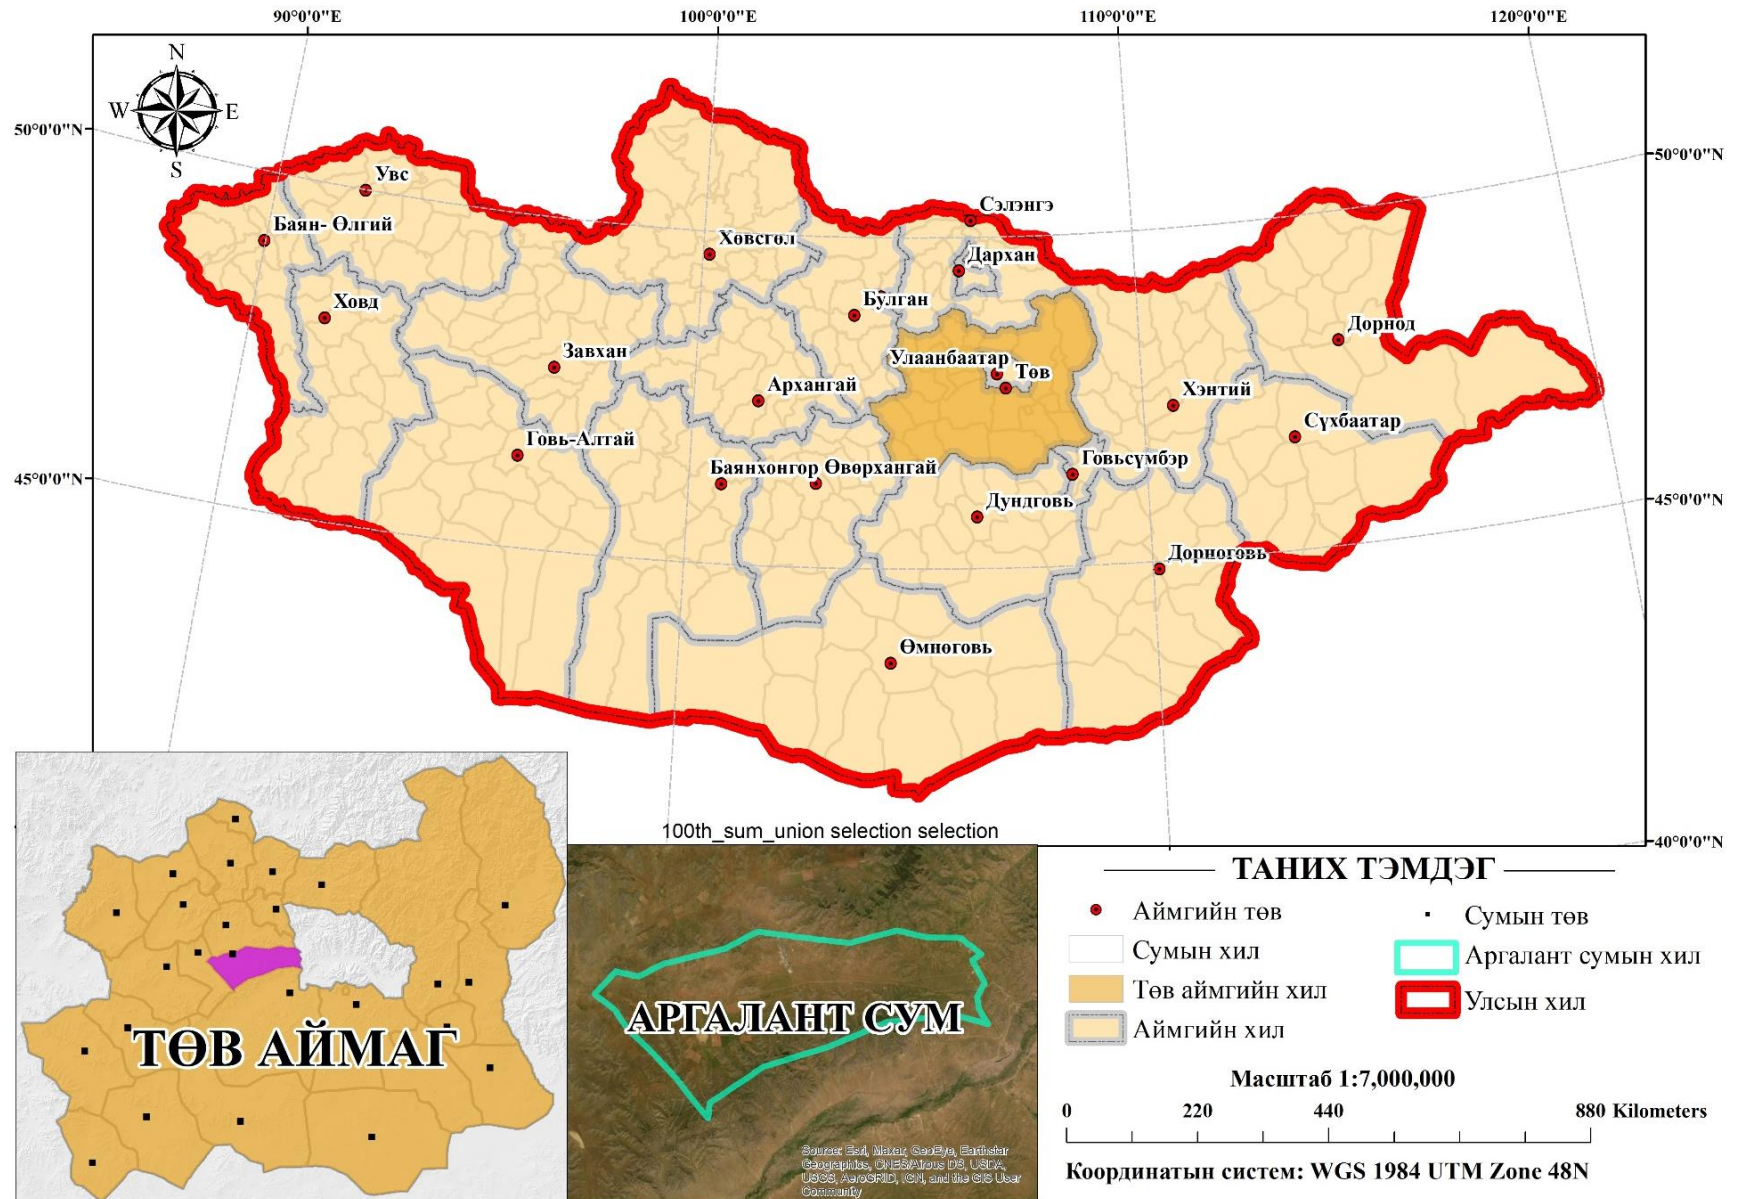 90°0'0"E
100°0'0"E
110°0'0"E
120°0'0"E
N
W
E
S
50°0'0"N
50°0'0"N
Увс
Баян- Өлгий
Сэлэнгэ
Хөвсгөл
Дархан
Ховд
Булган
Дорнод
Завхан
Улаанбаатар
Төв
Архангай
Хэнтий
Сүхбаатар
Говь-Алтай
Баянхонгор Өвөрхангай
Говьсүмбэр
45°0'0"N
45°0'0"N
Дундговь
Дорноговь
Өмноговь
100th_sum_union selection selection
40°0'0"N
ТӨВ АЙМАГ
АРГАЛАНТ СУМ
Source: Esri, Maxar, GeoEye, Earthstar
Geographics, CNES/Airbus DS, USDA,
USGS, AeroGRID, IGN, and the GIS User
Community
ТАНИХ ТЭМДЭГ
Аймгийн төв
Сумын төв
Сумын хил
Аргалант сумын хил
Төв аймгийн хил
Улсын хил
Аймгийн хил
Масштаб 1:7,000,000
0 220 440 880 Kilometers
Координатын систем: WGS 1984 UTM Zone 48N